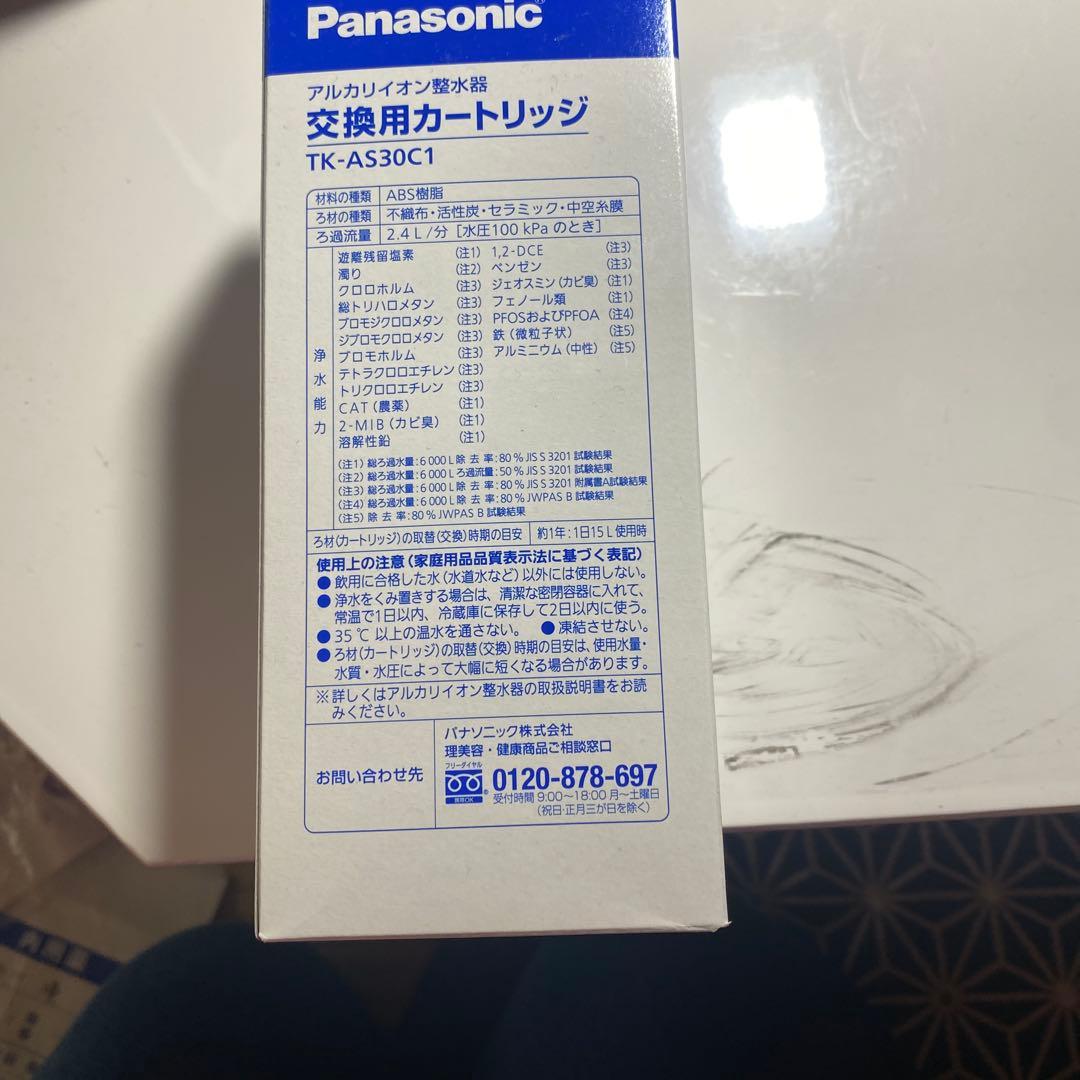 Panasonic
アルカリイオン整水器
交換用カートリッジ
TK-AS30C1
材料の種類 ABS樹脂
ろ材の種類 不織布・活性炭・セラミック・中空糸膜
ろ過流量 2.4 L/分［水圧100 kPa のとき］
浄水能力
遊離残留塩素 (注1) 1,2-DCE (注3)
濁り (注2) ベンゼン (注3)
クロロホルム (注3) ジェオスミン(カビ臭) (注1)
総トリハロメタン (注3) フェノール類 (注1)
ブロモジクロロメタン (注3) PFOSおよびPFOA (注4)
ジブロモクロロメタン (注3) 鉄(微粒子状) (注5)
ブロモホルム (注3) アルミニウム(中性) (注5)
テトラクロロエチレン (注3)
トリクロロエチレン (注3)
CAT(農薬) (注1)
2-MIB(カビ臭) (注1)
溶解性鉛 (注1)
(注1) 総ろ過水量:6 000 L 除去率:80% JIS S 3201 試験結果
(注2) 総ろ過水量:6 000 L ろ過流量:50% JIS S 3201 試験結果
(注3) 総ろ過水量:6 000 L 除去率:80% JIS S 3201 附属書A試験結果
(注4) 総ろ過水量:6 000 L 除去率:80% JWPAS B 試験結果
(注5) 除去率:80% JWPAS B 試験結果
ろ材(カートリッジ)の取替(交換)時期の目安 約1年:1日15 L 使用時
使用上の注意(家庭用品品質表示法に基づく表記)
●飲用に合格した水(水道水など)以外には使用しない。
●浄水をくみ置きする場合は、清潔な密閉容器に入れて、
常温で1日以内、冷蔵庫に保存して2日以内に使う。
●35℃以上の温水を通さない。 ●凍結させない。
●ろ材(カートリッジ)の取替(交換)時期の目安は、使用水量・
水質・水圧によって大幅に短くなる場合があります。
※詳しくはアルカリイオン整水器の取扱説明書をお読
みください。
お問い合わせ先
パナソニック株式会社
理美容・健康商品ご相談窓口
フリーダイヤル
携帯OK
0120-878-697
受付時間 9:00〜18:00 月〜土曜日
(祝日・正月三が日を除く)